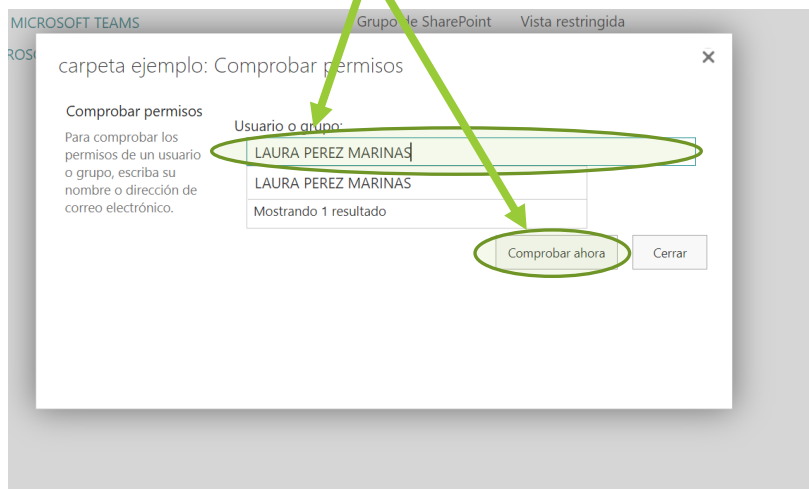 MICROSOFT TEAMS Grupo de SharePoint Vista restringida
carpeta ejemplo: Comprobar permisos
Comprobar permisos
Para comprobar los
permisos de un usuario
o grupo, escriba su
nombre o dirección de
correo electrónico.
Usuario o grupo:
LAURA PEREZ MARINAS
LAURA PEREZ MARINAS
Mostrando 1 resultado
Comprobar ahora
Cerrar